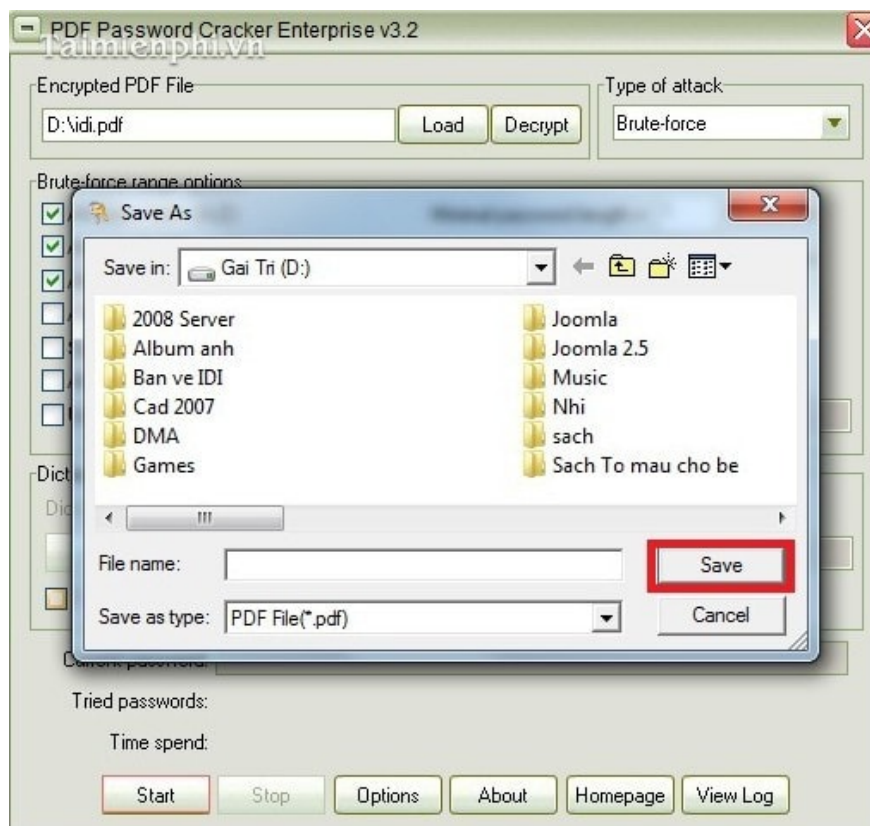 PDF Password Cracker Enterprise v3.2
Taimienphi.vn
Encrypted PDF File
Type of attack
D:\idi.pdf
Load
Decrypt
Brute-force
Brute-force range options
Save As
Save in:
Gai Tri (D:)
2008 Server
Joomla
Album anh
Joomla 2.5
Ban ve IDI
Music
Cad 2007
Nhi
DMA
sach
Games
Sach To mau cho be
File name:
Save
Save as type:
PDF File(*.pdf)
Cancel
Current password:
Tried passwords:
Time spend:
Start
Stop
Options
About
Homepage
View Log